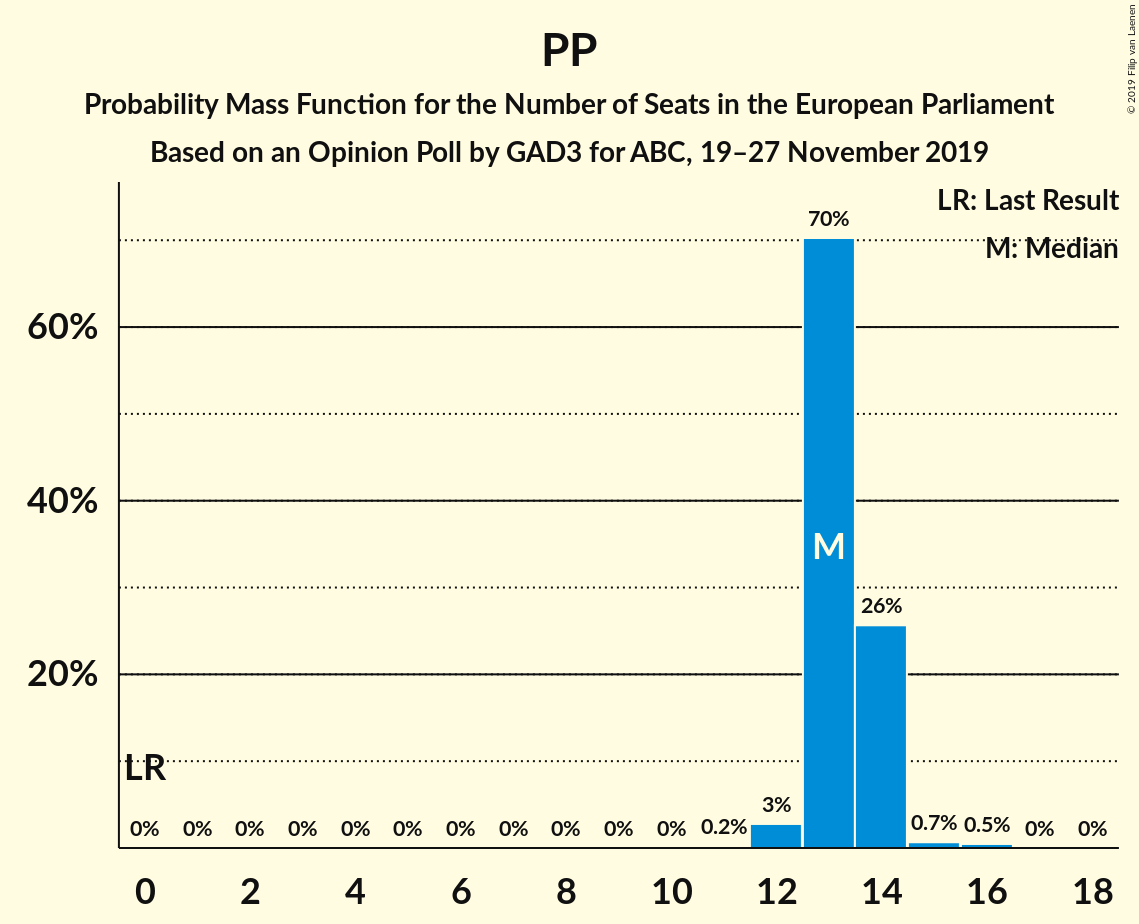 PP
Probability Mass Function for the Number of Seats in the European Parliament
Based on an Opinion Poll by GAD3 for ABC, 19–27 November 2019
© 2019 Filip van Laenen
LR: Last Result
M: Median
70%
60%
40%
M
26%
20%
LR
3%
0% 0% 0% 0% 0% 0% 0% 0% 0% 0% 0% 0.2% 0.7% 0.5% 0% 0%
0 2 4 6 8 10 12 14 16 18